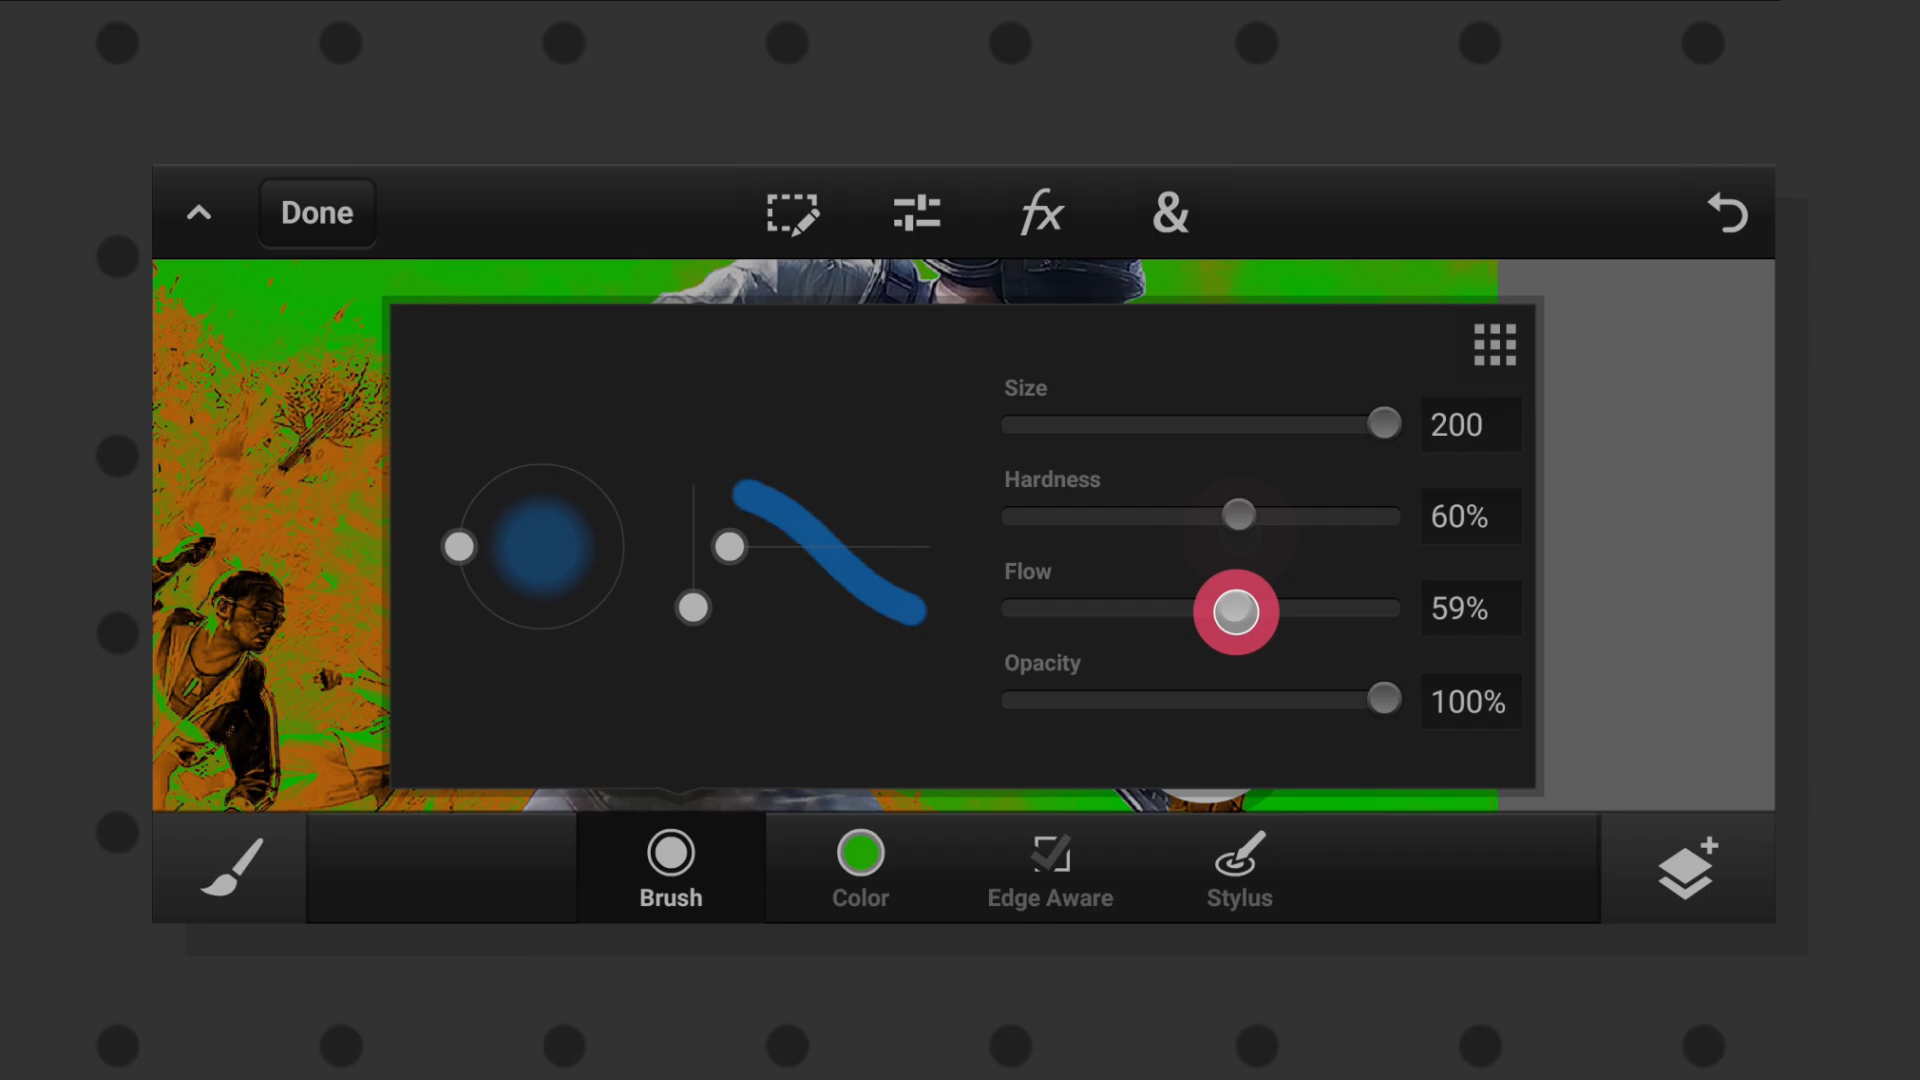 Done
fx
&
Size
200
Hardness
60%
Flow
59%
Opacity
100%
Brush
Color
Edge Aware
Stylus